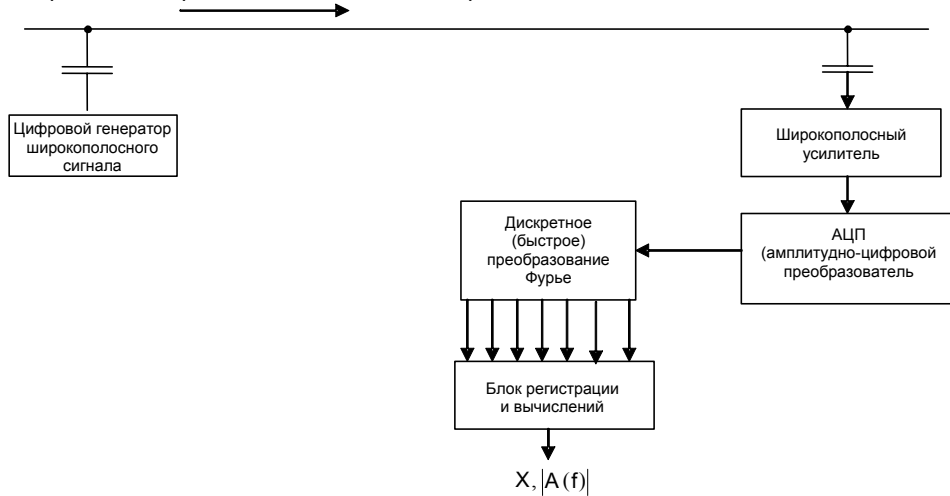 Цифровой генератор
широкополосного
сигнала
Широкополосный
усилитель
АЦП
(амплитудно-цифровой
преобразователь
Дискретное
(быстрое)
преобразование
Фурье
Блок регистрации
и вычислений
X, |A(f)|